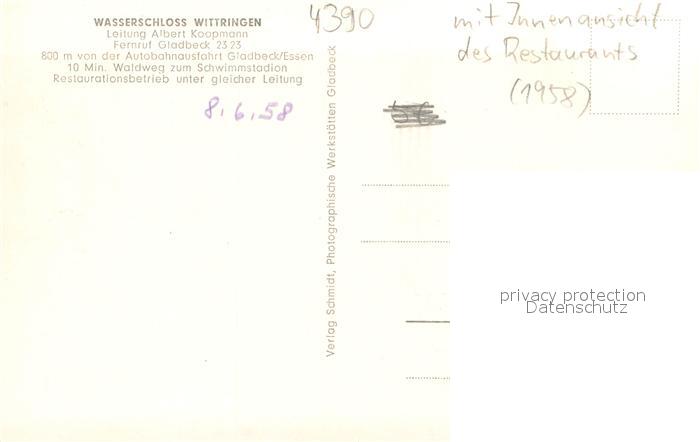 WASSERSCHLOSS WITTRINGEN
Leitung Albert Koopmann
Fernruf Gladbeck 23 23
800 m von der Autobahnausfahrt Gladbeck/Essen
10 Min. Waldweg zum Schwimmstadion
Restaurationsbetrieb unter gleicher Leitung
8.6.58
4390
mit Innenansicht
des Restaurants
(1958)
Verlag Schmidt, Photographische Werkstätten Gladbeck
privacy protection
Datenschutz